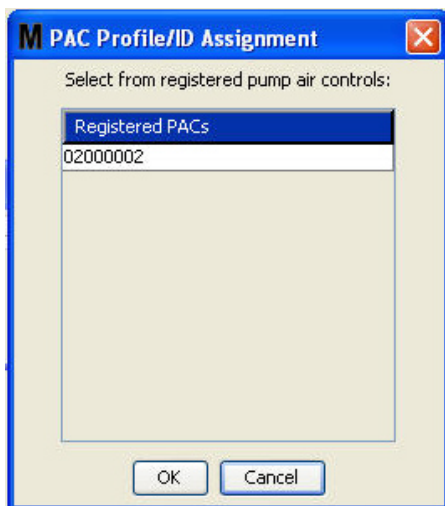 M PAC Profile/ID Assignment
Select from registered pump air controls:
Registered PACs
02000002
OK Cancel